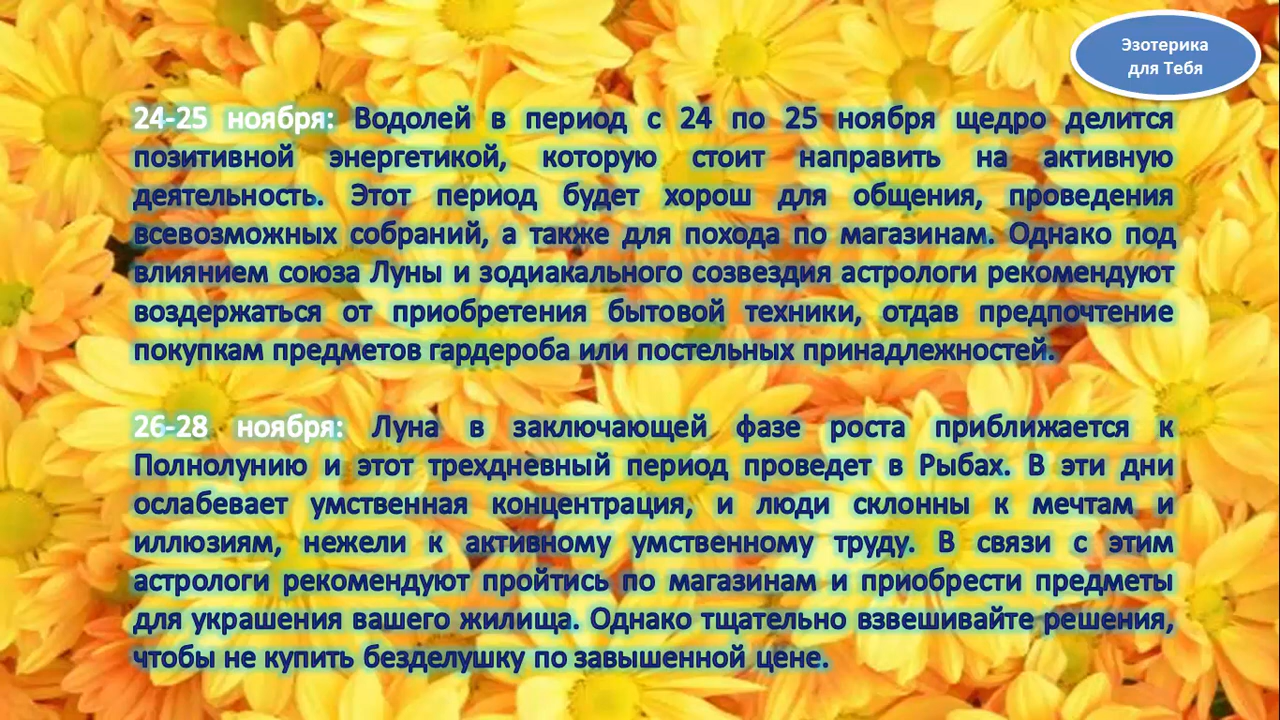 Эзотерика
для Тебя
24-25 ноября: Водолей в период с 24 по 25 ноября щедро делится
позитивной энергетикой, которую стоит направить на активную
деятельность. Этот период будет хорош для общения, проведения
всевозможных собраний, а также для похода по магазинам. Однако под
влиянием союза Луны и зодиакального созвездия астрологи рекомендуют
воздержаться от приобретения бытовой техники, отдав предпочтение
покупкам предметов гардероба или постельных принадлежностей.
26-28 ноября: Луна в заключающей фазе роста приближается к
Полнолунию и этот трехдневный период проведет в Рыбах. В эти дни
ослабевает умственная концентрация, и люди склонны к мечтам и
иллюзиям, нежели к активному умственному труду. В связи с этим
астрологи рекомендуют пройтись по магазинам и приобрести предметы
для украшения вашего жилища. Однако тщательно взвешивайте решения,
чтобы не купить безделушку по завышенной цене.